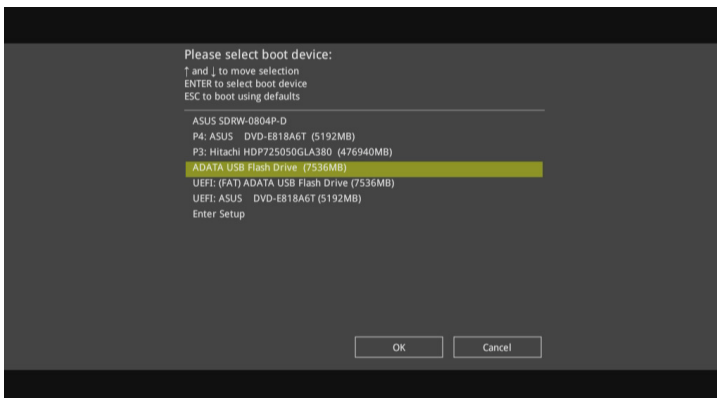 Please select boot device:
↑ and ↓ to move selection
ENTER to select boot device
ESC to boot using defaults
ASUS SDRW-0804P-D
P4: ASUS DVD-E818A6T (5192MB)
P3: Hitachi HDP725050GLA380 (476940MB)
ADATA USB Flash Drive (7536MB)
UEFI: (FAT) ADATA USB Flash Drive (7536MB)
UEFI: ASUS DVD-E818A6T (5192MB)
Enter Setup
OK Cancel